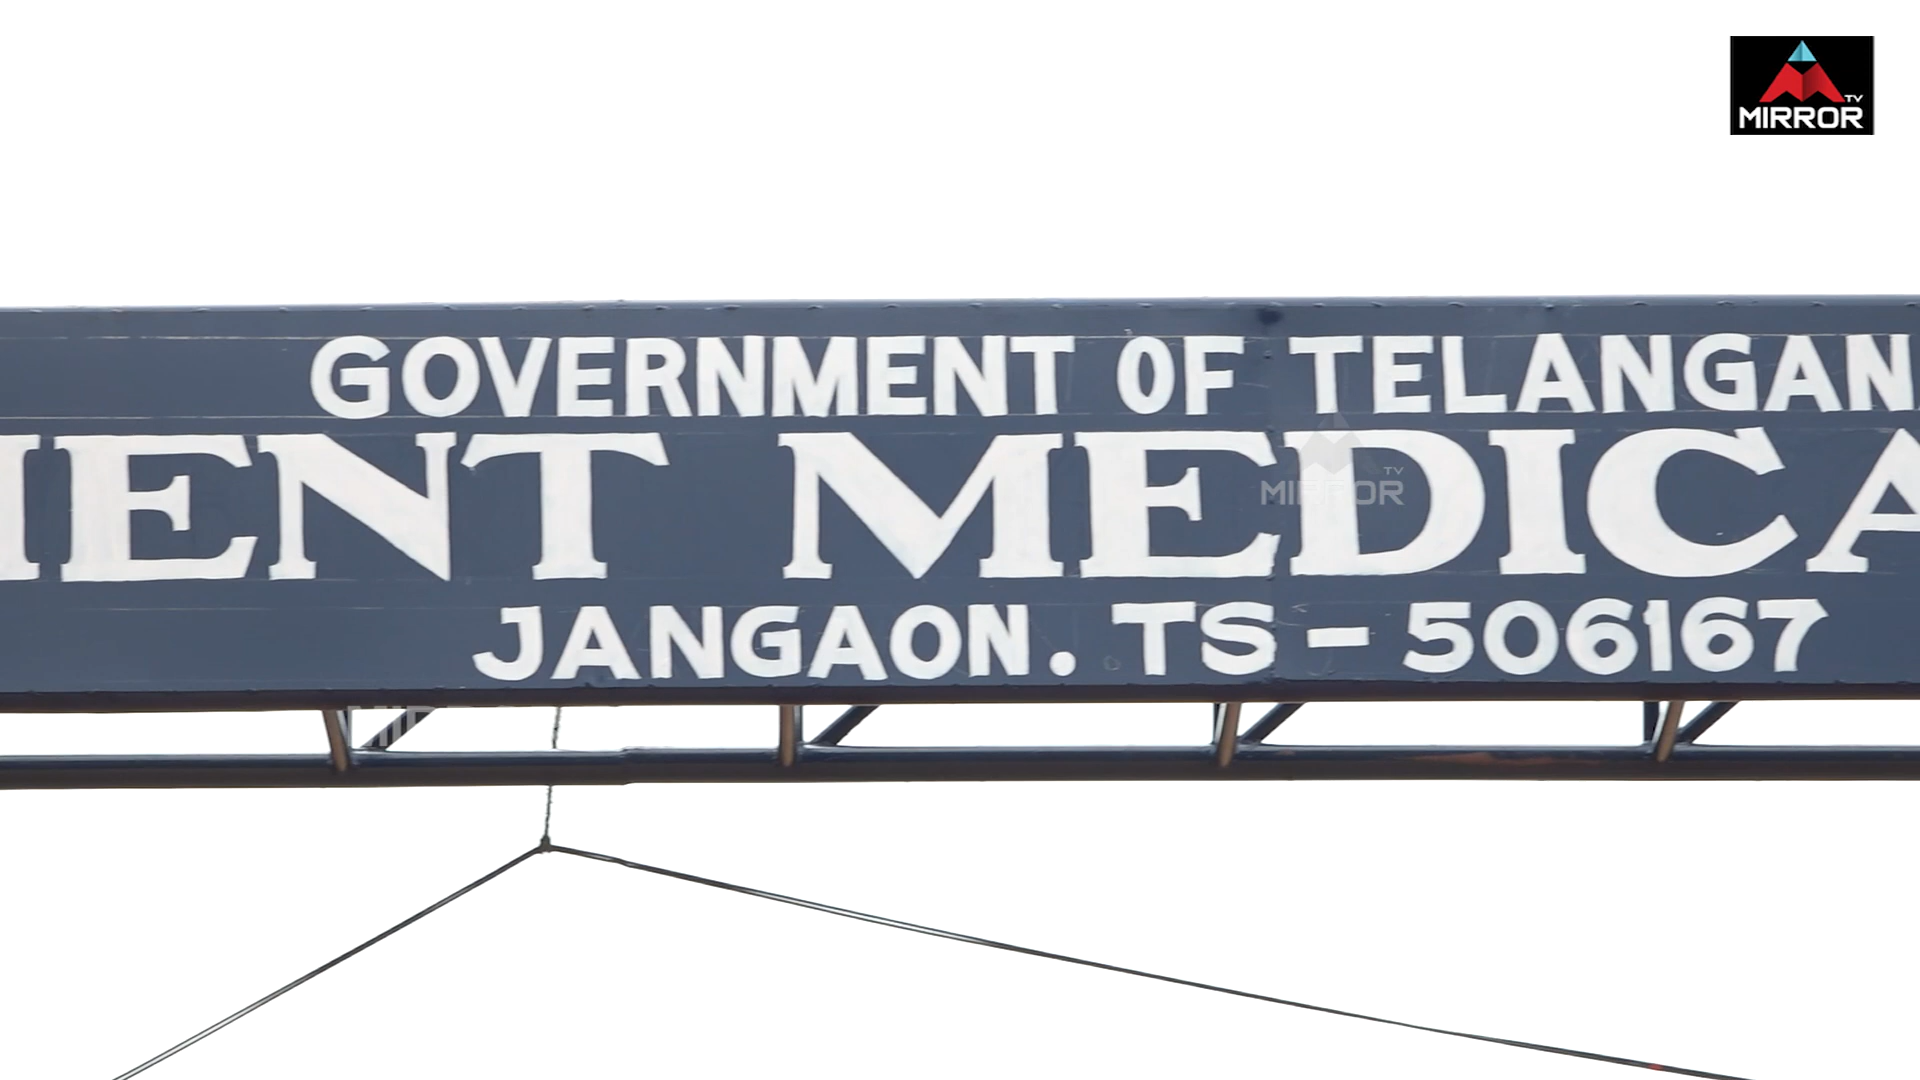 TV
MIRROR
GOVERNMENT OF TELANGAN
MENT MEDICA
TV
MIRROR
JANGAON. TS - 506167